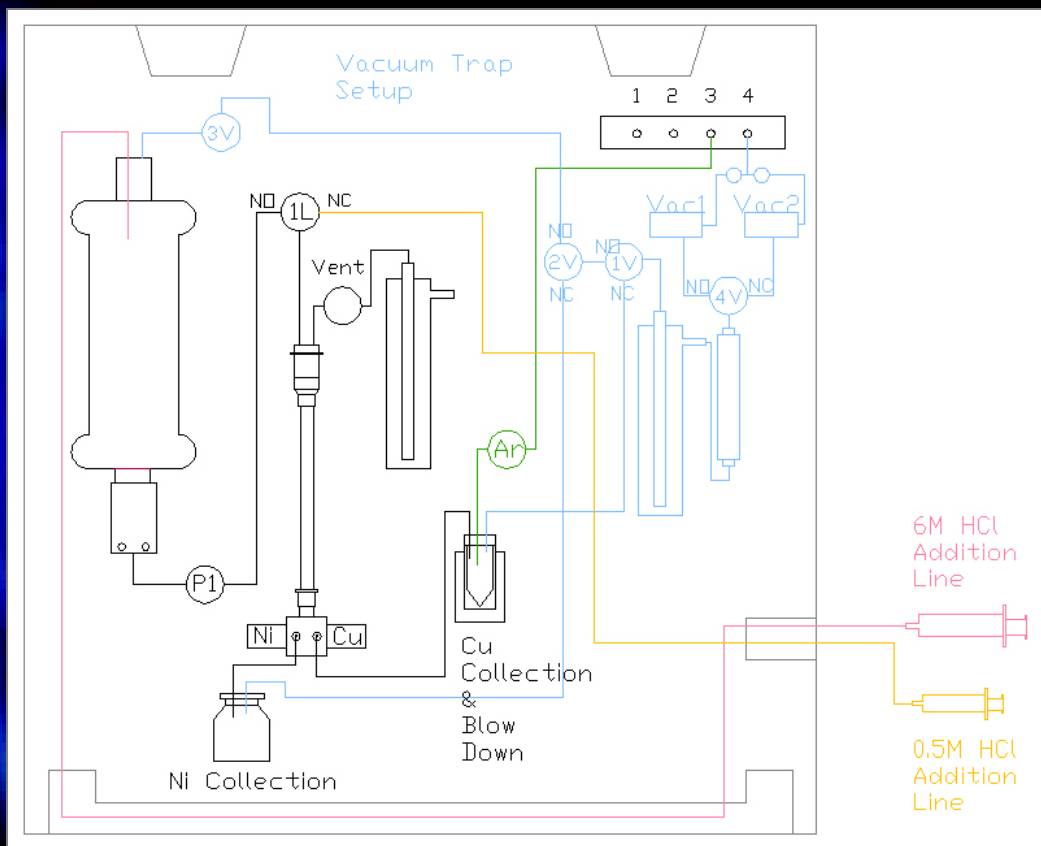 Vacuum Trap
Setup
1 2 3 4
3V
NO 1L NC
Vent
Vac1 Vac2
NO NO
2V 1V
NC NC
NO 4V NC
Ar
P1
Ni Cu
Cu
Collection
&
Blow
Down
Ni Collection
6M HCl
Addition
Line
0.5M HCl
Addition
Line